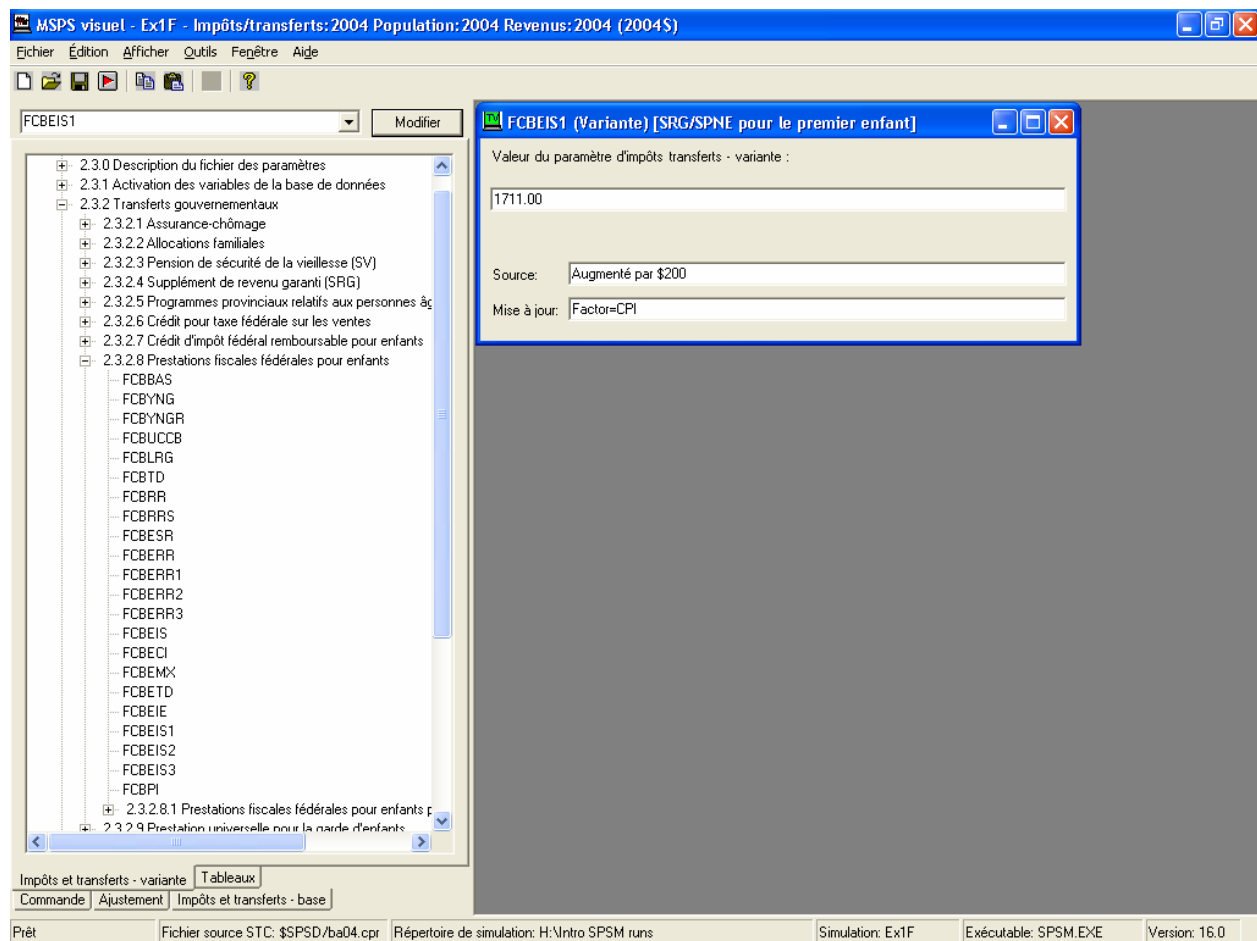 MSPS visuel - Ex1F - Impôts/transferts:2004 Population:2004 Revenus:2004 (2004$)
Fichier Édition Afficher Outils Fenêtre Aide
FCBEIS1 Modifier
2.3.0 Description du fichier des paramètres
2.3.1 Activation des variables de la base de données
2.3.2 Transferts gouvernementaux
2.3.2.1 Assurance-chômage
2.3.2.2 Allocations familiales
2.3.2.3 Pension de sécurité de la vieillesse (SV)
2.3.2.4 Supplément de revenu garanti (SRG)
2.3.2.5 Programmes provinciaux relatifs aux personnes âg
2.3.2.6 Crédit pour taxe fédérale sur les ventes
2.3.2.7 Crédit d'impôt fédéral remboursable pour enfants
2.3.2.8 Prestations fiscales fédérales pour enfants
FCBBAS
FCBYNG
FCBYNGR
FCBUCCB
FCBLRG
FCBTD
FCBRR
FCBRRS
FCBESR
FCBERR
FCBERR1
FCBERR2
FCBERR3
FCBEIS
FCBECI
FCBEMX
FCBETD
FCBEIE
FCBEIS1
FCBEIS2
FCBEIS3
FCBPI
2.3.2.8.1 Prestations fiscales fédérales pour enfants p
2.3.2.9 Prestation universelle pour la garde d'enfants
Impôts et transferts - variante Tableaux
Commande Ajustement Impôts et transferts - base
FCBEIS1 (Variante) [SRG/SPNE pour le premier enfant]
Valeur du paramètre d'impôts transferts - variante :
1711.00
Source: Augmenté par $200
Mise à jour: Factor=CPI
Prêt Fichier source STC: $SPSD/ba04.cpr Répertoire de simulation: H:\Intro SPSM runs Simulation: Ex1F Exécutable: SPSM.EXE Version: 16.0